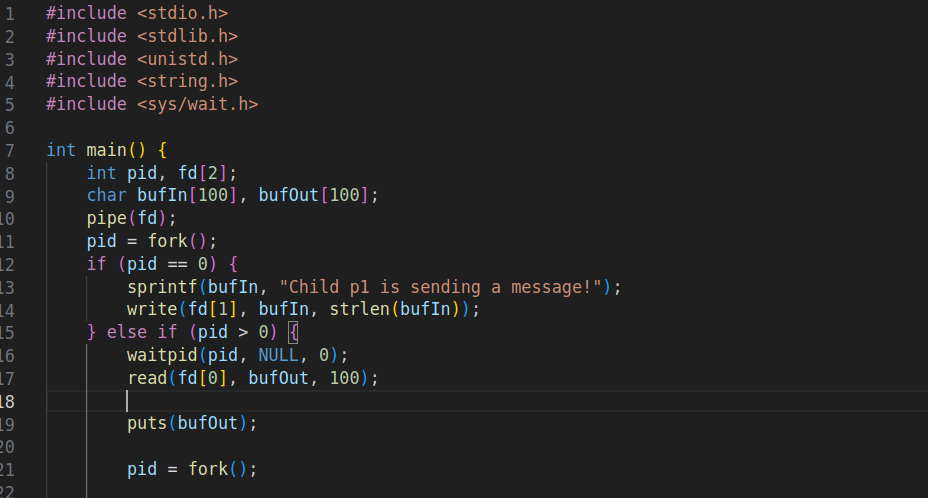 1 #include <stdio.h>
2 #include <stdlib.h>
3 #include <unistd.h>
4 #include <string.h>
5 #include <sys/wait.h>
6
7 int main() {
8     int pid, fd[2];
9     char bufIn[100], bufOut[100];
10     pipe(fd);
11     pid = fork();
12     if (pid == 0) {
13         sprintf(bufIn, "Child p1 is sending a message!");
14         write(fd[1], bufIn, strlen(bufIn));
15     } else if (pid > 0) {
16         waitpid(pid, NULL, 0);
17         read(fd[0], bufOut, 100);
18
19         puts(bufOut);
20
21         pid = fork();
22